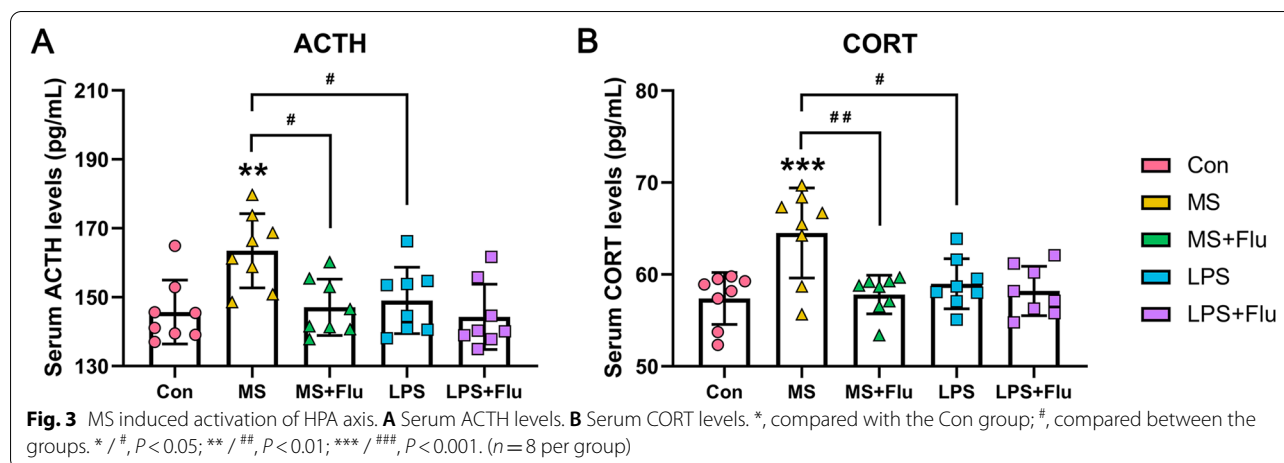 A
ACTH
Serum ACTH levels (pg/mL)
210
190
170
150
130
#
#
**
Con MS MS+Flu LPS LPS+Flu
B
CORT
Serum CORT levels (pg/mL)
80
70
60
50
#
##
***
Con MS MS+Flu LPS LPS+Flu
Con
MS
MS+Flu
LPS
LPS+Flu
Fig. 3 MS induced activation of HPA axis. A Serum ACTH levels. B Serum CORT levels. *, compared with the Con group; #, compared between the
groups. * / #, P < 0.05; ** / ##, P < 0.01; *** / ###, P < 0.001. (n = 8 per group)